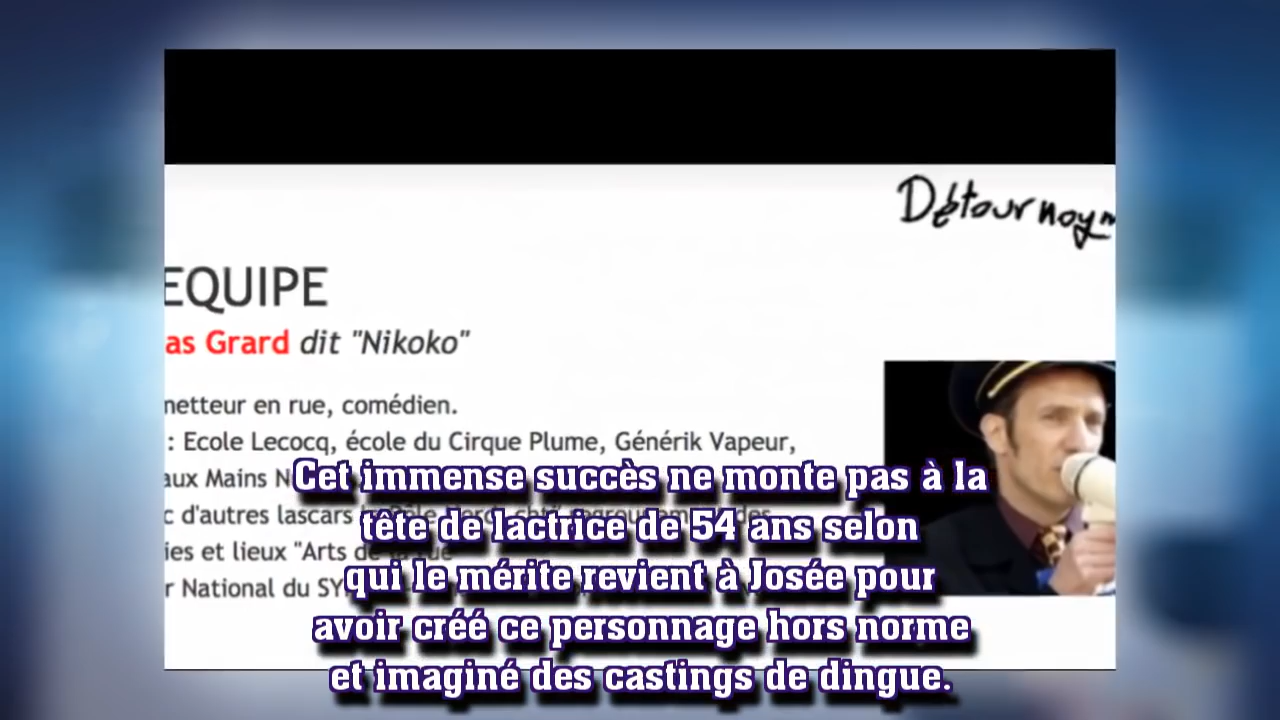 Détournoym
EQUIPE
as Grard dit "Nikoko"
metteur en rue, comédien.
: Ecole Lecocq, école du Cirque Plume, Générik Vapeur,
aux Mains N
Cet immense succès ne monte pas à la
c d'autres lascars
tête de lactrice de 54 ans selon
ies et lieux "Arts de la rue"
qui le mérite revient à Josée pour
r National du SY
avoir créé ce personnage hors norme
et imaginé des castings de dingue.